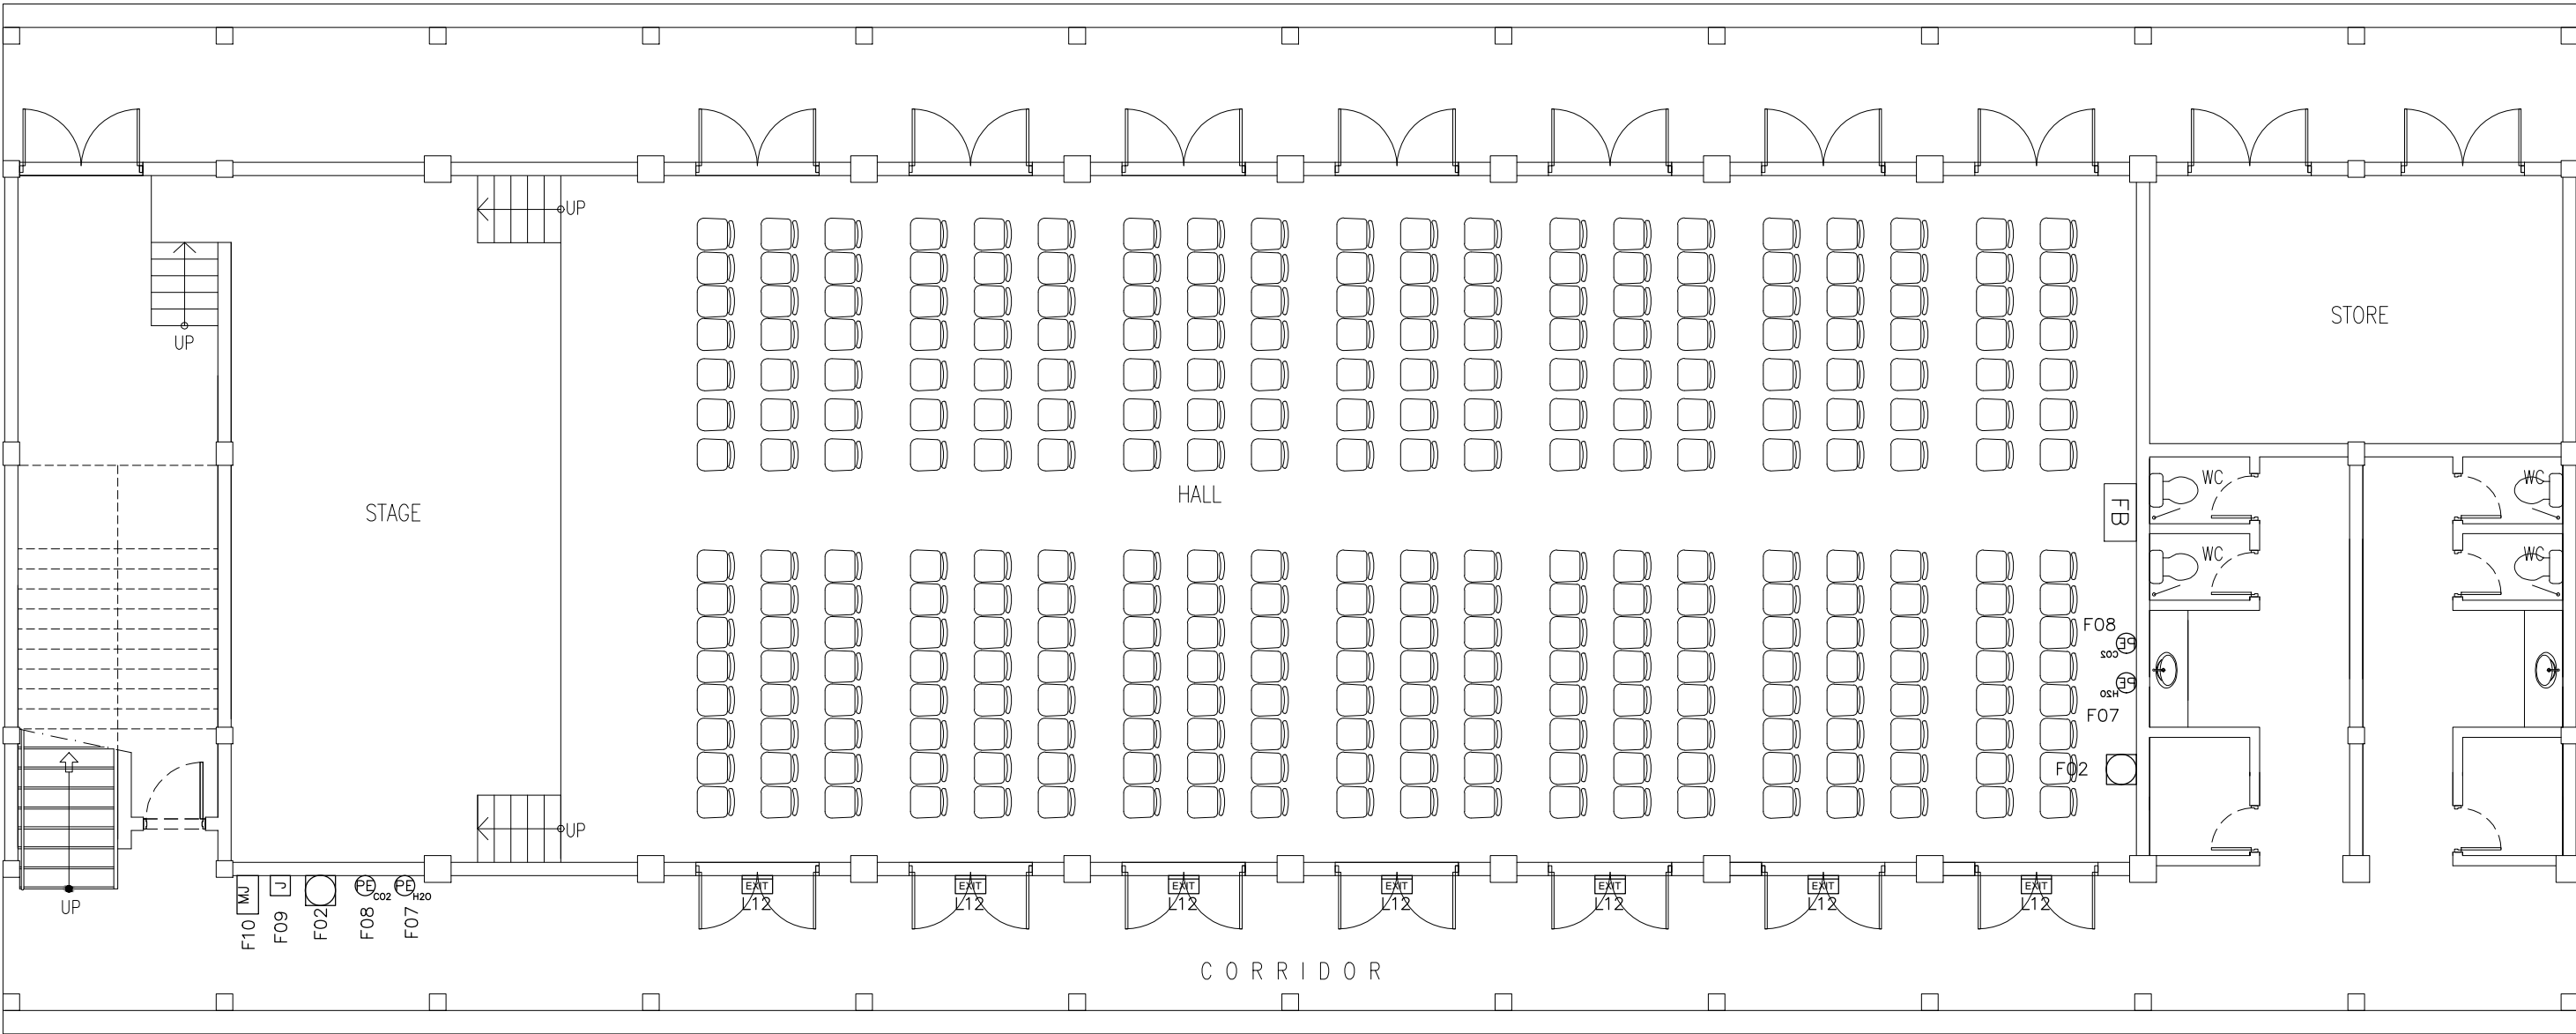 UP
UP
STORE
WC
WC
HALL
STAGE
FB
WC
WC
F08
PE
CO2
PE
H2O
F07
F02
UP
EXIT
L12
EXIT
L12
EXIT
L12
EXIT
L12
EXIT
L12
EXIT
L12
EXIT
L12
MJ
F10
J
F09
F02
PE
CO2
F08
PE
H2O
F07
UP
CORRIDOR